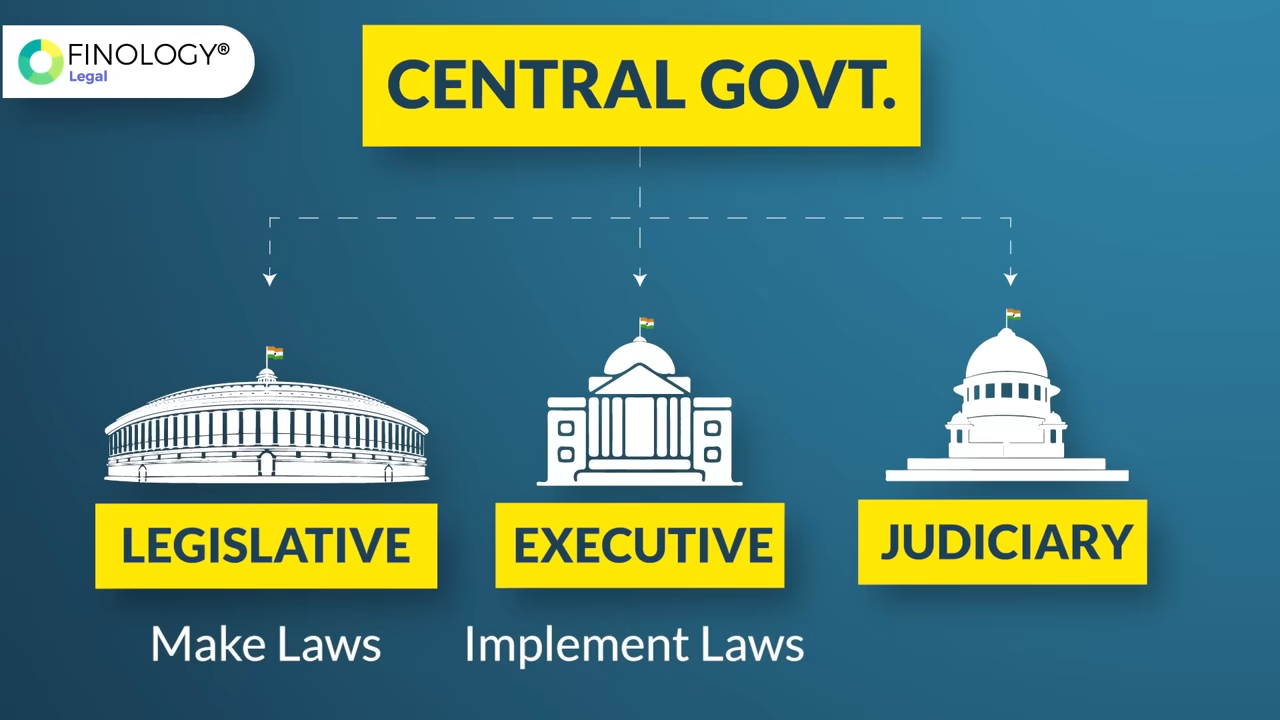 FINOLOGY®
Legal
CENTRAL GOVT.
LEGISLATIVE
EXECUTIVE
JUDICIARY
Make Laws
Implement Laws